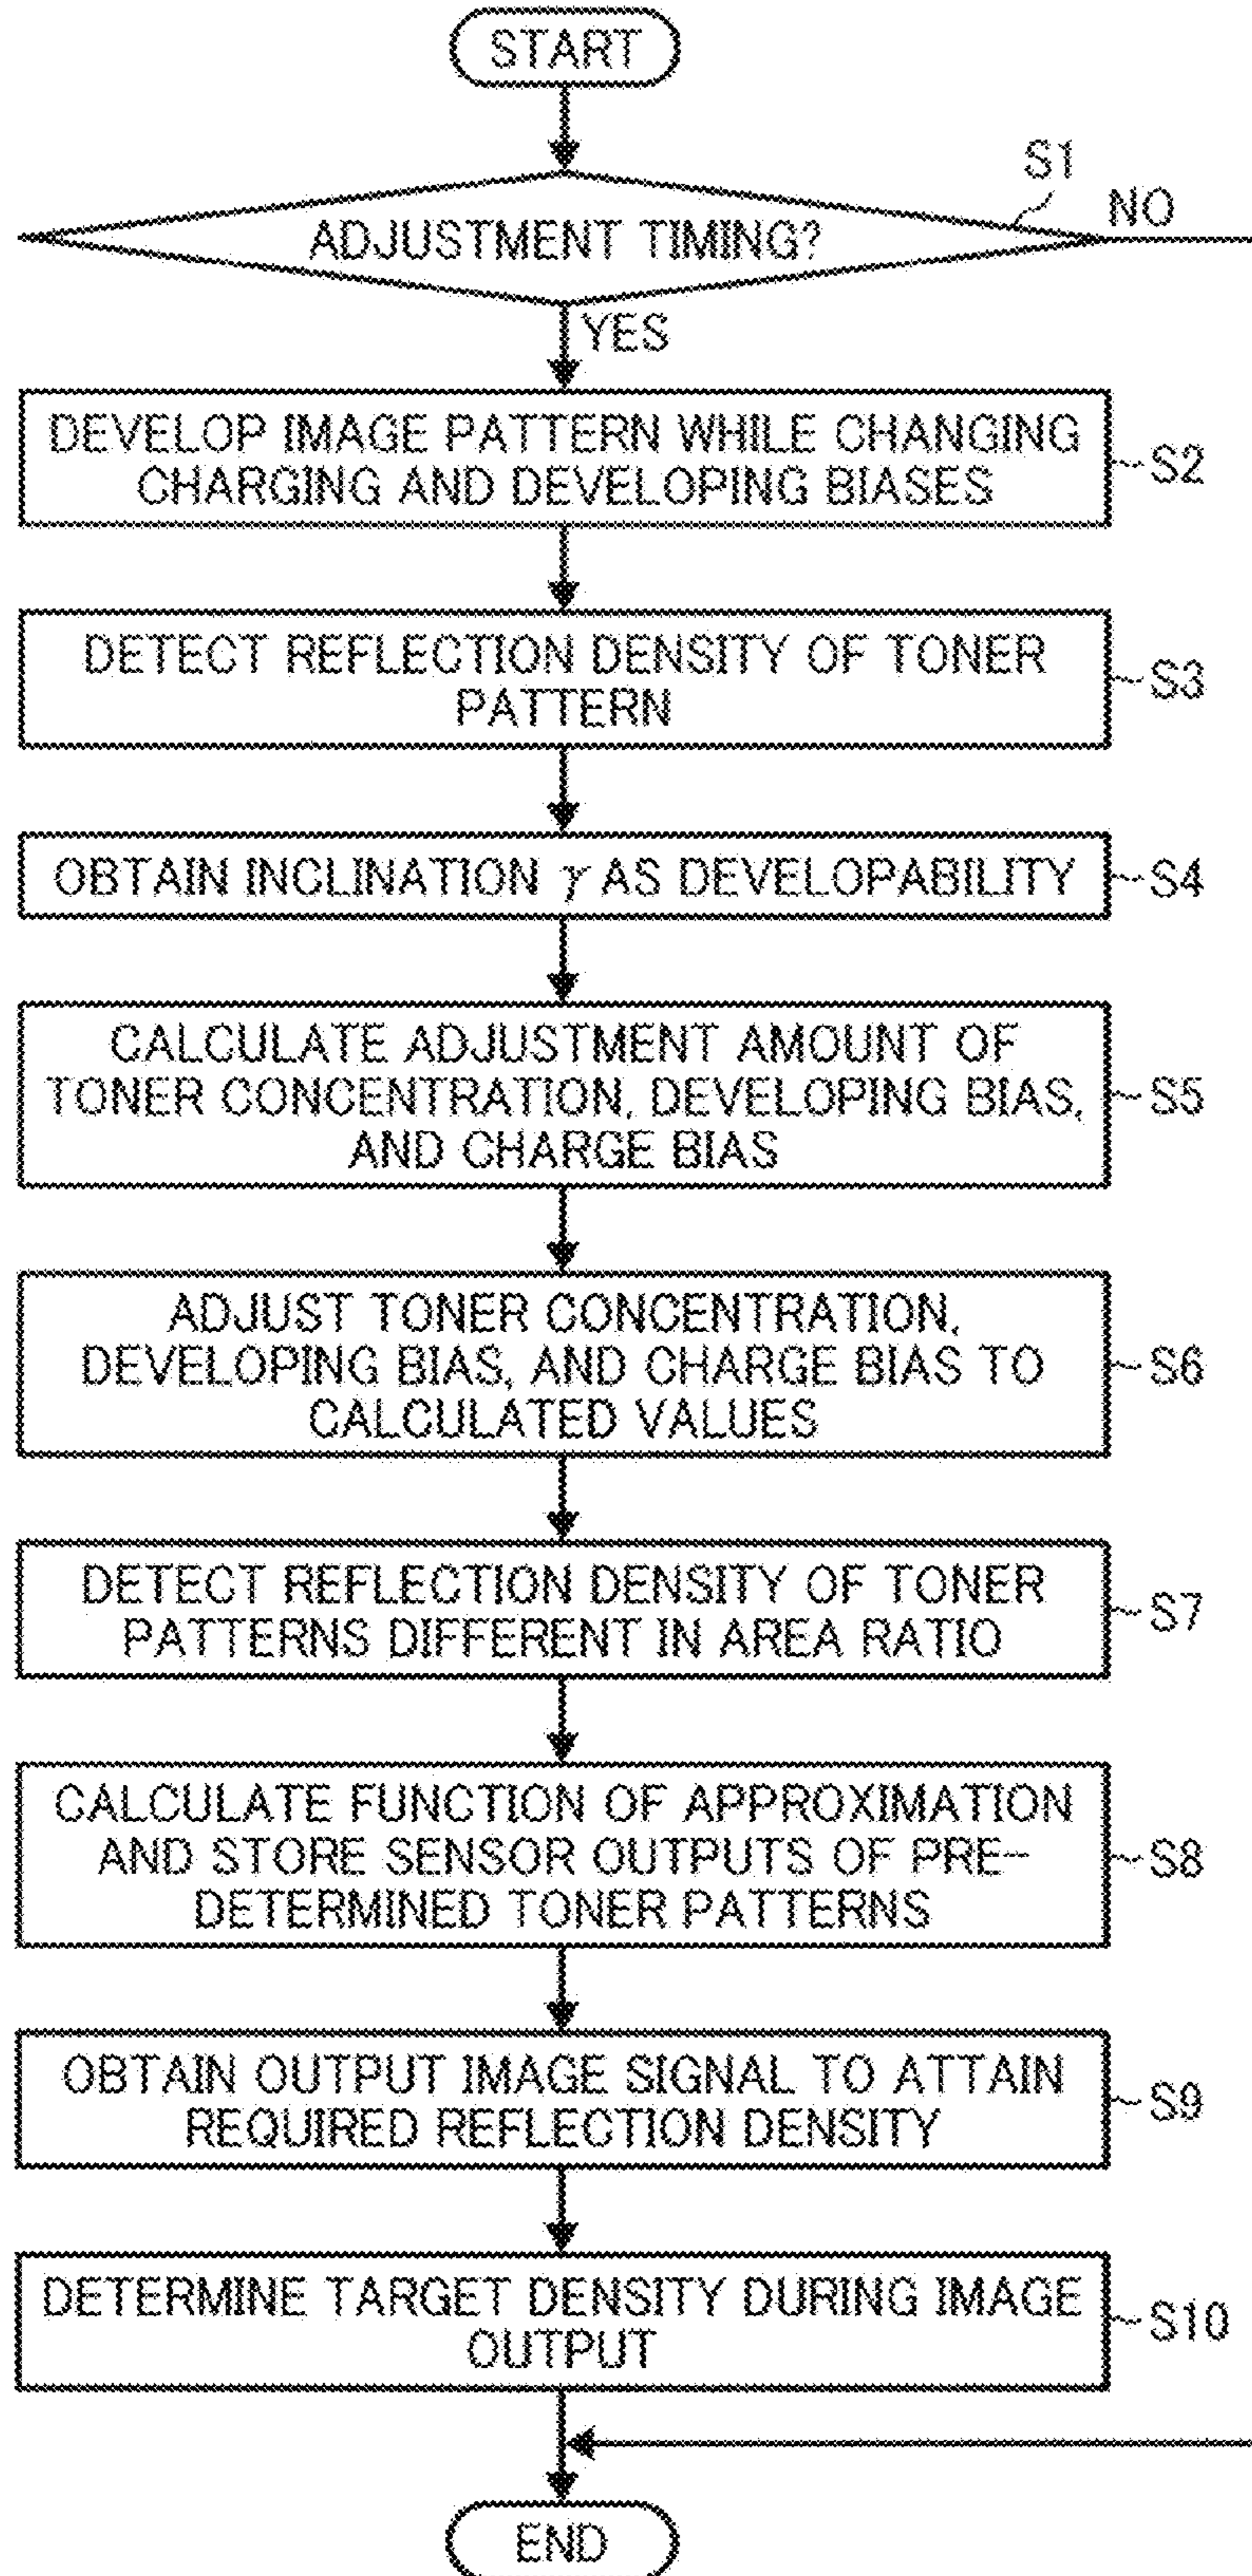 START
S1
NO
ADJUSTMENT TIMING?
YES
DEVELOP IMAGE PATTERN WHILE CHANGING
CHARGING AND DEVELOPING BIASES
S2
DETECT REFLECTION DENSITY OF TONER
PATTERN
S3
OBTAIN INCLINATION γ AS DEVELOPABILITY
S4
CALCULATE ADJUSTMENT AMOUNT OF
TONER CONCENTRATION, DEVELOPING BIAS,
AND CHARGE BIAS
S5
ADJUST TONER CONCENTRATION,
DEVELOPING BIAS, AND CHARGE BIAS TO
CALCULATED VALUES
S6
DETECT REFLECTION DENSITY OF TONER
PATTERNS DIFFERENT IN AREA RATIO
S7
CALCULATE FUNCTION OF APPROXIMATION
AND STORE SENSOR OUTPUTS OF PRE-
DETERMINED TONER PATTERNS
S8
OBTAIN OUTPUT IMAGE SIGNAL TO ATTAIN
REQUIRED REFLECTION DENSITY
S9
DETERMINE TARGET DENSITY DURING IMAGE
OUTPUT
S10
END